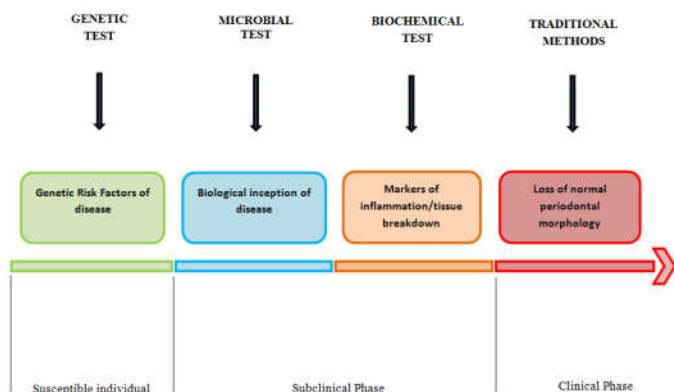 GENETIC
TEST
MICROBIAL
TEST
BIOCHEMICAL
TEST
TRADITIONAL
METHODS
Genetic Risk Factors of
disease
Biological inception of
disease
Markers of
inflammation/tissue
breakdown
Loss of normal
periodontal
morphology
Susceptible individual
Subclinical Phase
Clinical Phase